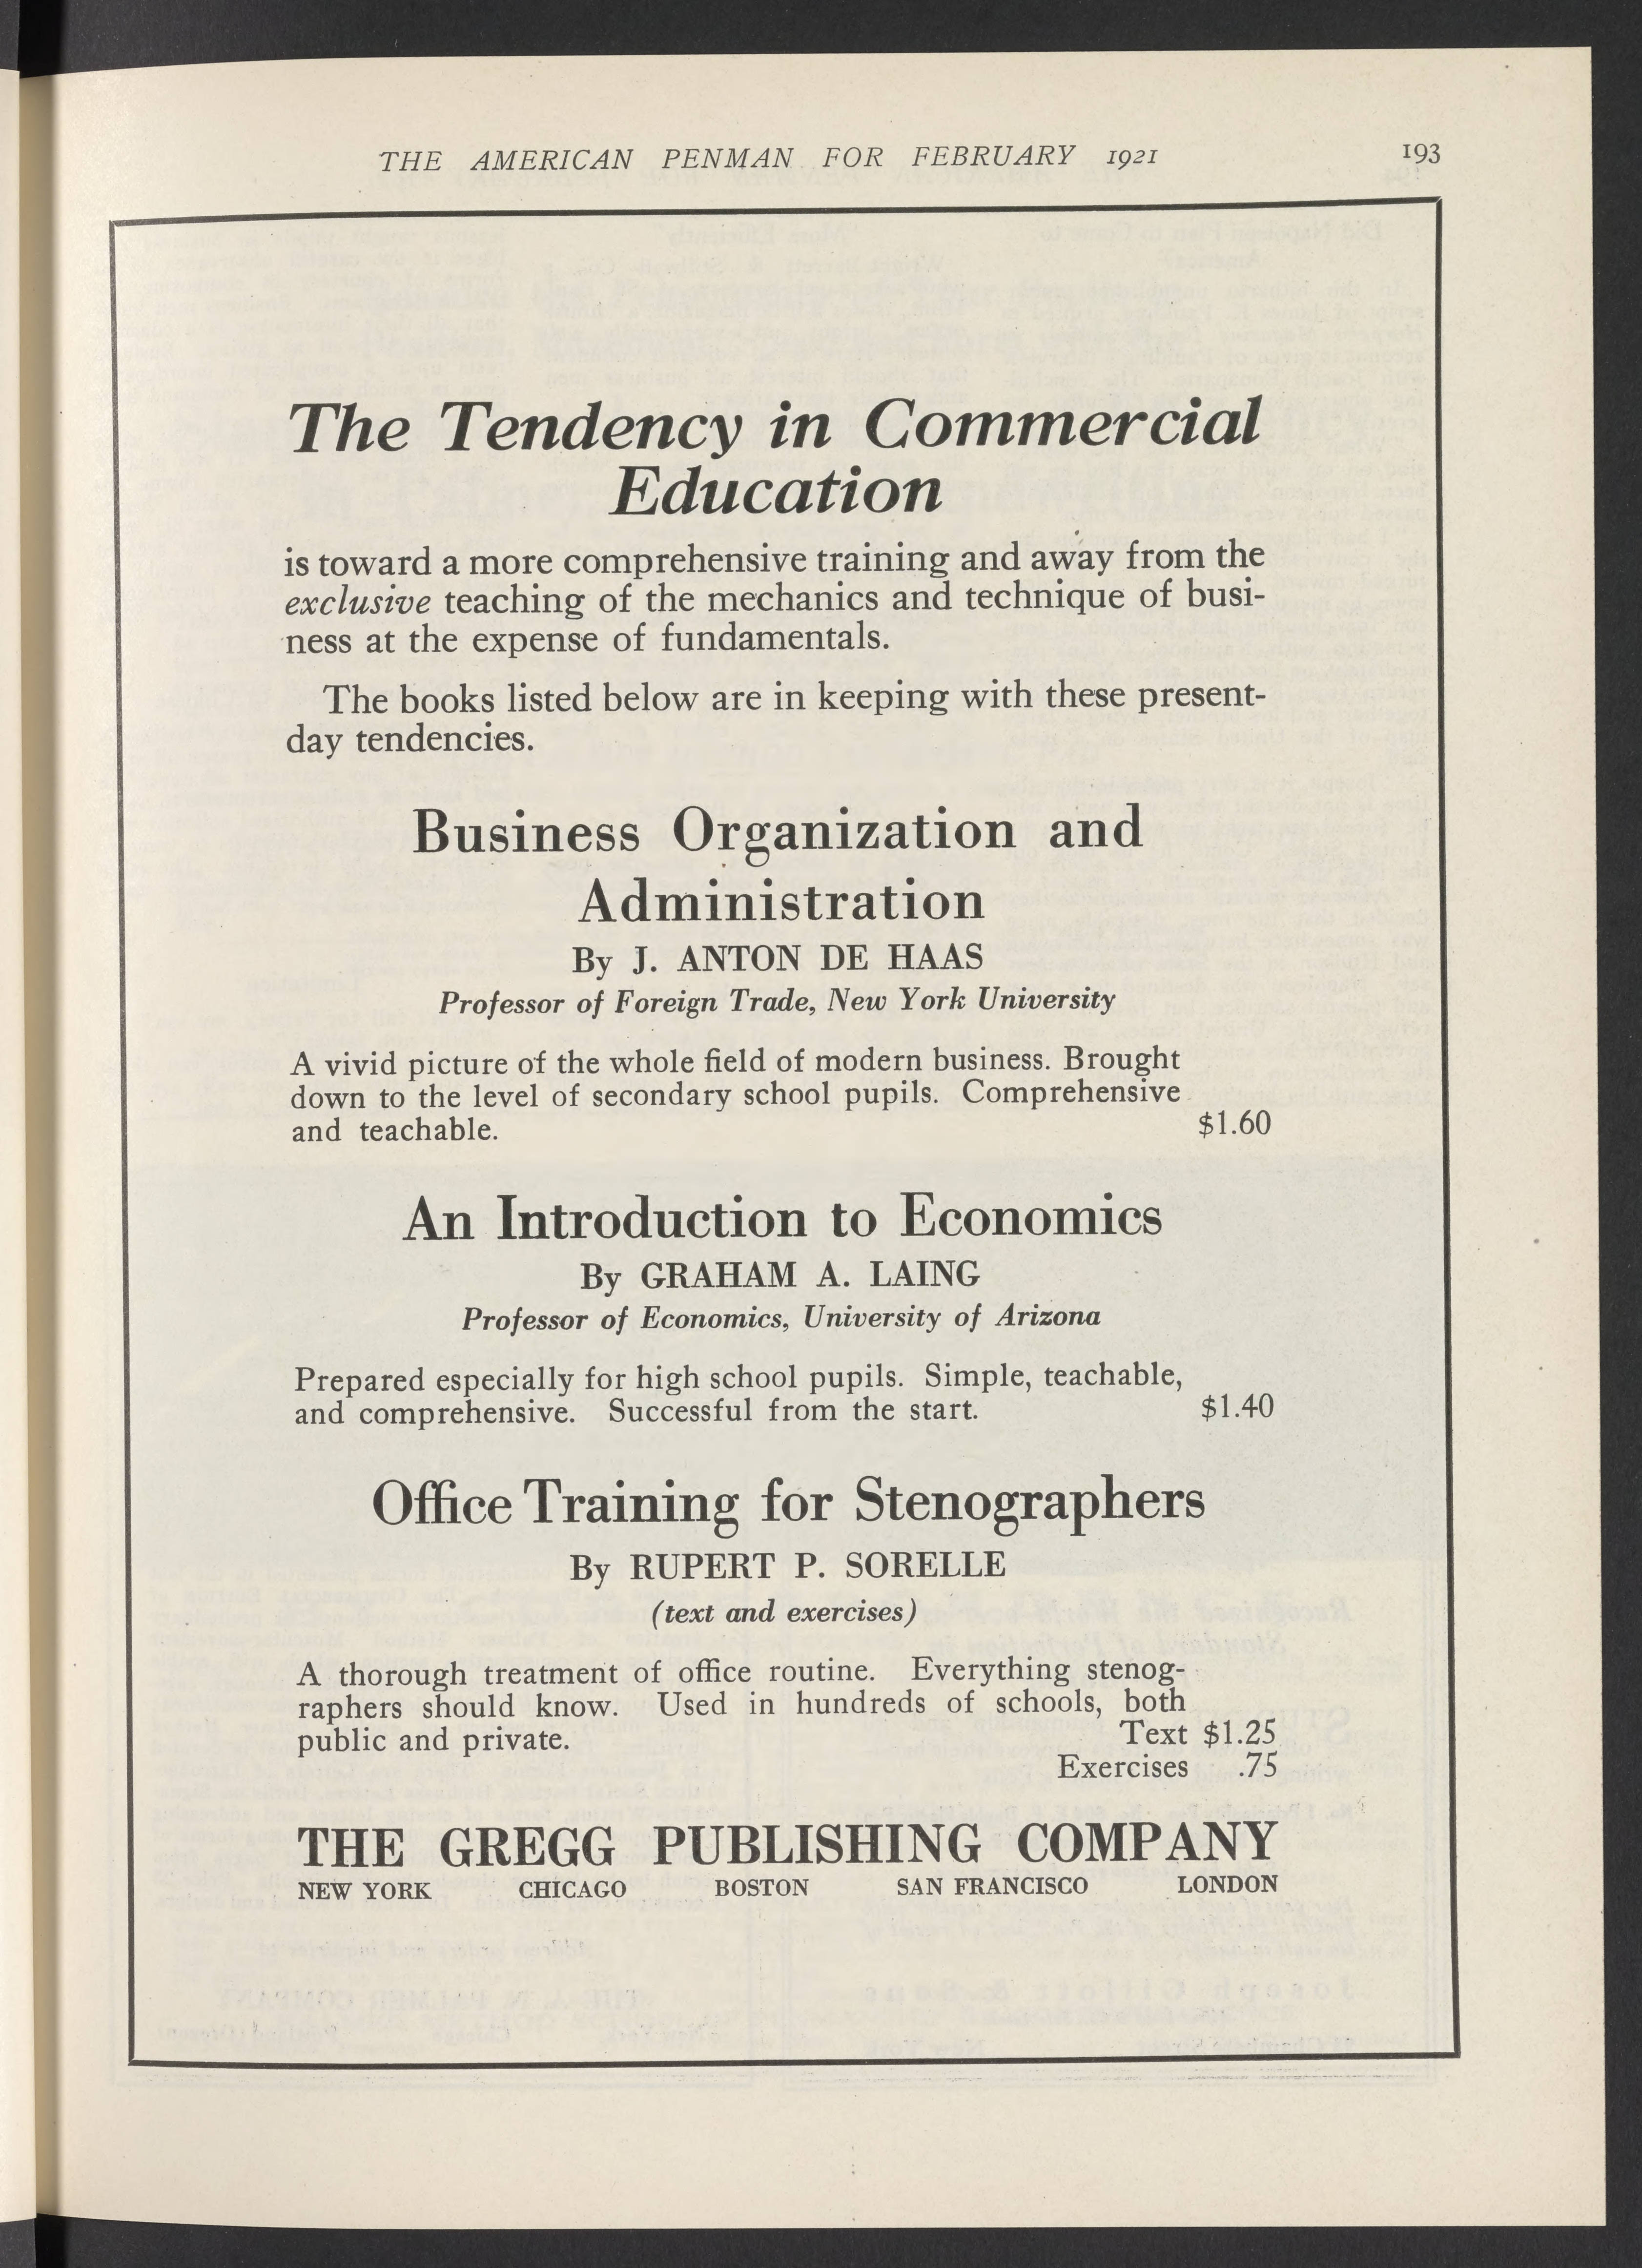 THE AMERICAN PENMAN FOR FEBRUARY 1921 193
The Tendency in Commercial
Education
is toward a more comprehensive training and away from the
exclusive teaching of the mechanics and technique of busi-
ness at the expense of fundamentals.
The books listed below are in keeping with these present-
day tendencies.
Business Organization and
Administration
By J. ANTON DE HAAS
Professor of Foreign Trade, New York University
A vivid picture of the whole field of modern business. Brought
down to the level of secondary school pupils. Comprehensive
and teachable. $1.60
An Introduction to Economics
By GRAHAM A. LAING
Professor of Economics, University of Arizona
Prepared especially for high school pupils. Simple, teachable,
and comprehensive. Successful from the start. $1.40
Office Training for Stenographers
By RUPERT P. SORELLE
(text and exercises)
A thorough treatment of office routine. Everything stenog-
raphers should know. Used in hundreds of schools, both
public and private. Text $1.25
Exercises .75
THE GREGG PUBLISHING COMPANY
NEW YORK CHICAGO BOSTON SAN FRANCISCO LONDON